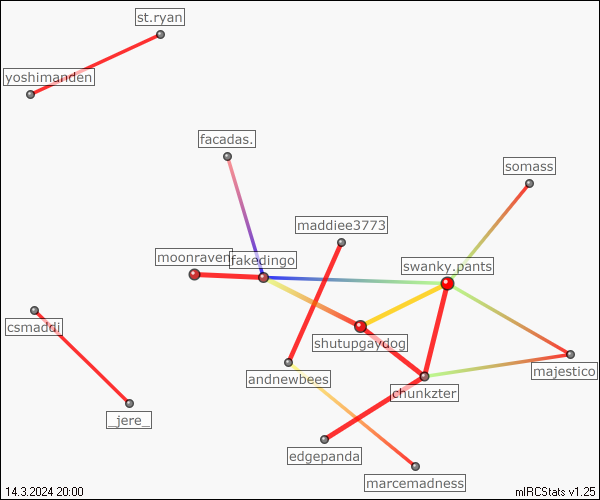 st.ryan
yoshimanden
facadas.
somass
maddiee3773
moonraven
fakedingo
swanky.pants
csmaddi
shutupgaydog
majestico
andnewbees
chunkzter
_jere_
edgepanda
marcemadness
14.3.2024 20:00
mIRCStats v1.25